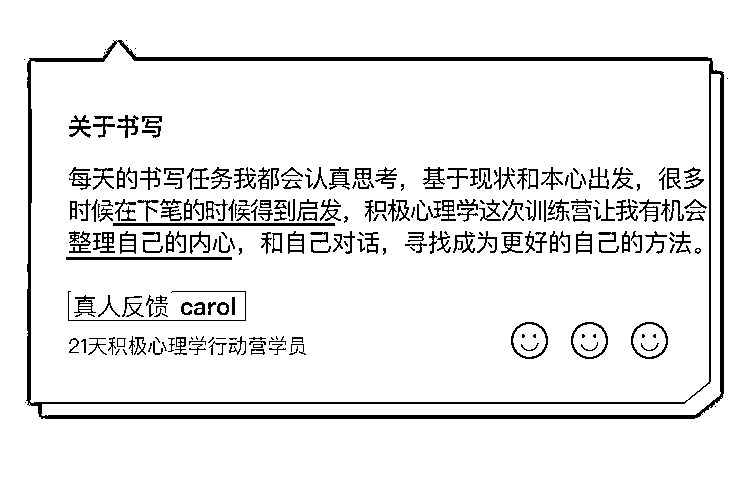 关于书写
每天的书写任务我都会认真思考，基于现状和本心出发，很多
时候在下笔的时候得到启发，积极心理学这次训练营让我有机会
整理自己的内心，和自己对话，寻找成为更好的自己的方法。
真人反馈 carol
21天积极心理学行动营学员